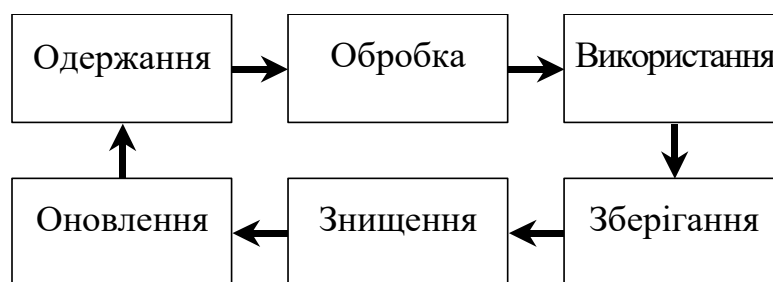 Одержання
Обробка
Використання
Оновлення
Знищення
Зберігання